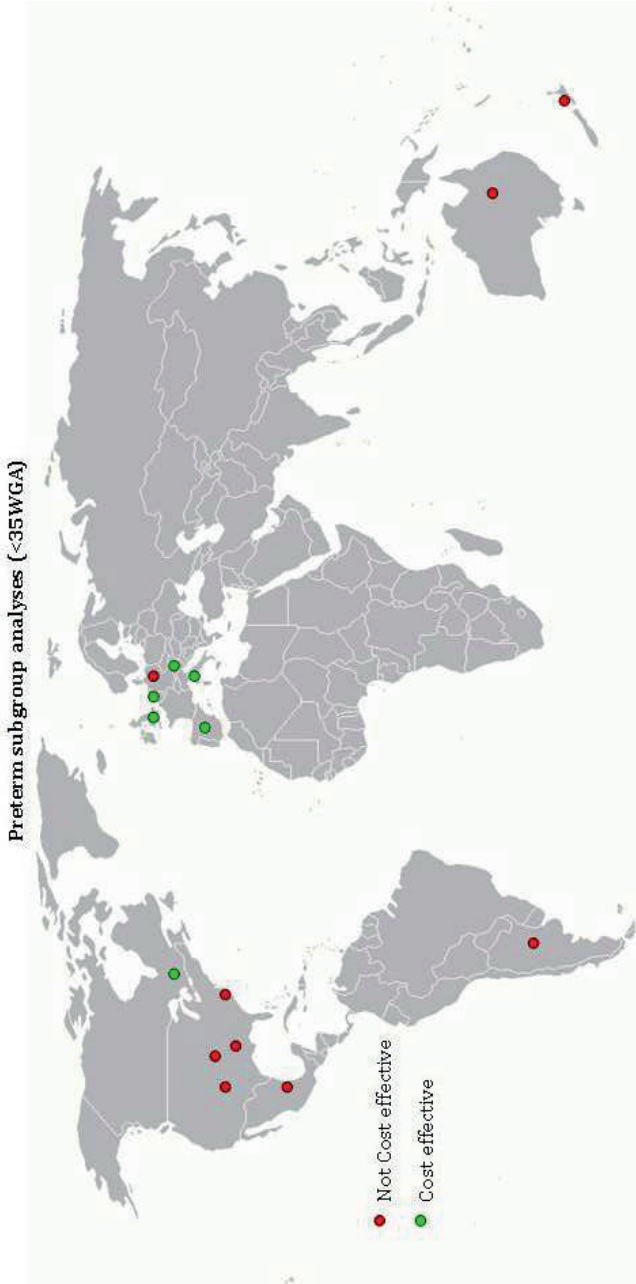 Preterm subgroup analyses (<35WGA)
Not Cost effective
Cost effective